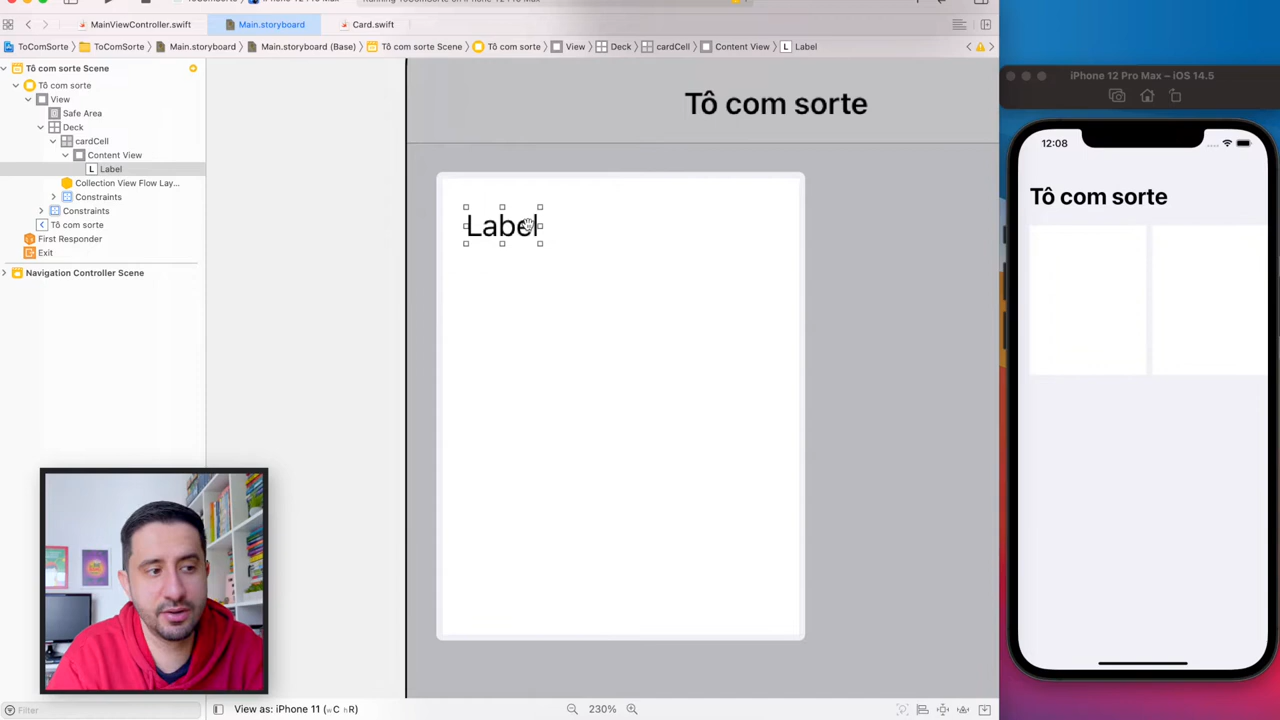 MainViewController.swift
Main.storyboard
Card.swift
ToComSorte
ToComSorte
Main.storyboard
Main.storyboard (Base)
Tô com sorte Scene
Tô com sorte
View
Deck
cardCell
Content View
L Label
Tô com sorte Scene
Tô com sorte
View
Safe Area
Deck
cardCell
Content View
L Label
Collection View Flow Lay...
Constraints
Constraints
Tô com sorte
First Responder
Exit
Navigation Controller Scene
Filter
Tô com sorte
Label
View as: iPhone 11 (wC hR)
230%
iPhone 12 Pro Max – iOS 14.5
12:08
Tô com sorte